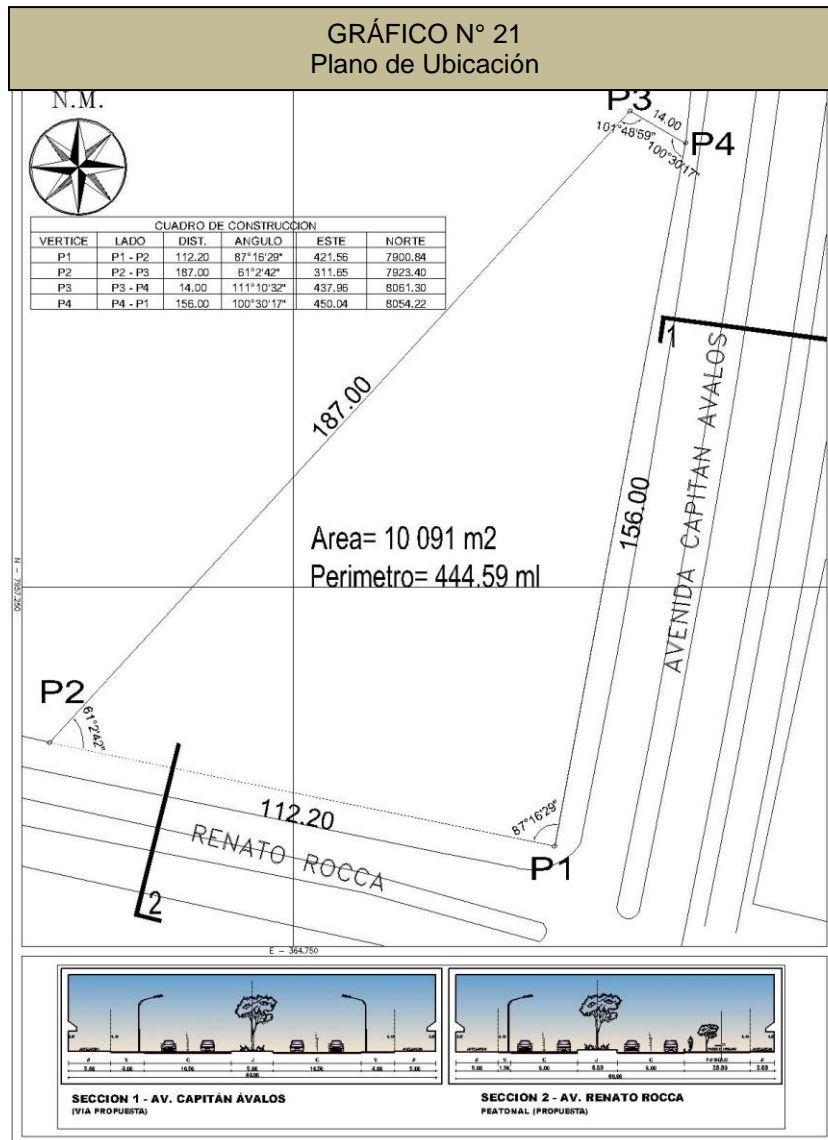 GRÁFICO N° 21
Plano de Ubicación
N.M.
P3
14.00
P4
101°48'59"
100°30'17"
CUADRO DE CONSTRUCCION
VERTICE LADO DIST. ANGULO ESTE NORTE
P1 P1 - P2 112.20 87°16'29" 421.56 7900.84
P2 P2 - P3 187.00 61°2'42" 311.65 7923.40
P3 P3 - P4 14.00 111°10'32" 437.96 8061.30
P4 P4 - P1 156.00 100°30'17" 450.04 8054.22
1
187.00
AVENIDA CAPITAN AVALOS
156.00
Area= 10 091 m2
Perimetro= 444.59 ml
N - 7957.250
P2
61°2'42"
112.20
87°16'29"
P1
RENATO ROCCA
2
E - 364.750
SECCION 1 - AV. CAPITÁN ÁVALOS
(VIA PROPUESTA)
SECCION 2 - AV. RENATO ROCCA
PEATONAL (PROPUESTA)